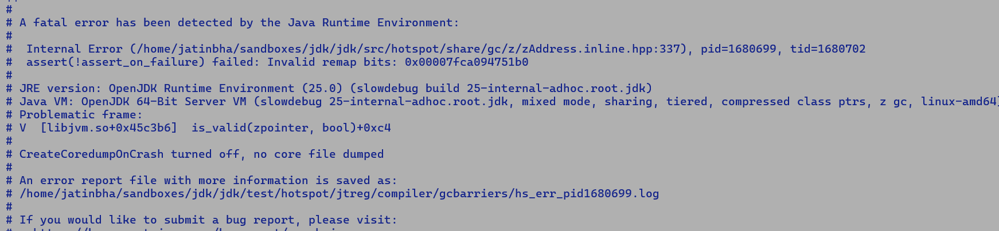 #
# A fatal error has been detected by the Java Runtime Environment:
#
#  Internal Error (/home/jatinbha/sandboxes/jdk/jdk/src/hotspot/share/gc/z/zAddress.inline.hpp:337), pid=1680699, tid=1680702
#  assert(!assert_on_failure) failed: Invalid remap bits: 0x00007fca094751b0
#
# JRE version: OpenJDK Runtime Environment (25.0) (slowdebug build 25-internal-adhoc.root.jdk)
# Java VM: OpenJDK 64-Bit Server VM (slowdebug 25-internal-adhoc.root.jdk, mixed mode, sharing, tiered, compressed class ptrs, z gc, linux-amd64)
# Problematic frame:
# V  [libjvm.so+0x45c3b6]  is_valid(zpointer, bool)+0xc4
#
# CreateCoredumpOnCrash turned off, no core file dumped
#
# An error report file with more information is saved as:
# /home/jatinbha/sandboxes/jdk/jdk/test/hotspot/jtreg/compiler/gcbarriers/hs_err_pid1680699.log
#
# If you would like to submit a bug report, please visit: